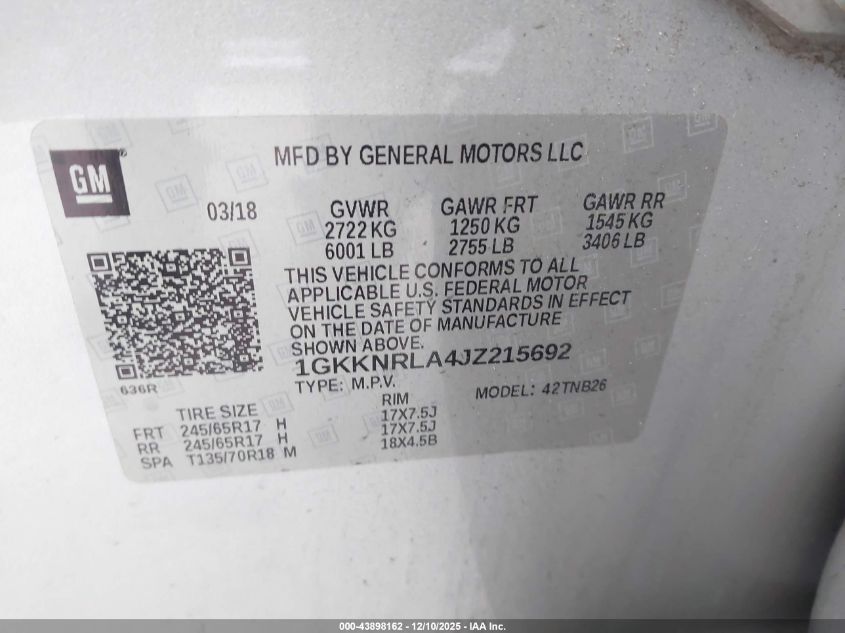 GM
MFD BY GENERAL MOTORS LLC
03/18 GVWR GAWR FRT GAWR RR
2722 KG 1250 KG 1545 KG
6001 LB 2755 LB 3406 LB
THIS VEHICLE CONFORMS TO ALL
APPLICABLE U.S. FEDERAL MOTOR
VEHICLE SAFETY STANDARDS IN EFFECT
ON THE DATE OF MANUFACTURE
SHOWN ABOVE.
1GKKNRLA4JZ215692
636R TYPE: M.P.V. MODEL: 42TNB26
TIRE SIZE RIM
FRT 245/65R17 H 17X7.5J
RR 245/65R17 H 17X7.5J
SPA T135/70R18 M 18X4.5B
000-43898162 - 12/10/2025 - IAA Inc.